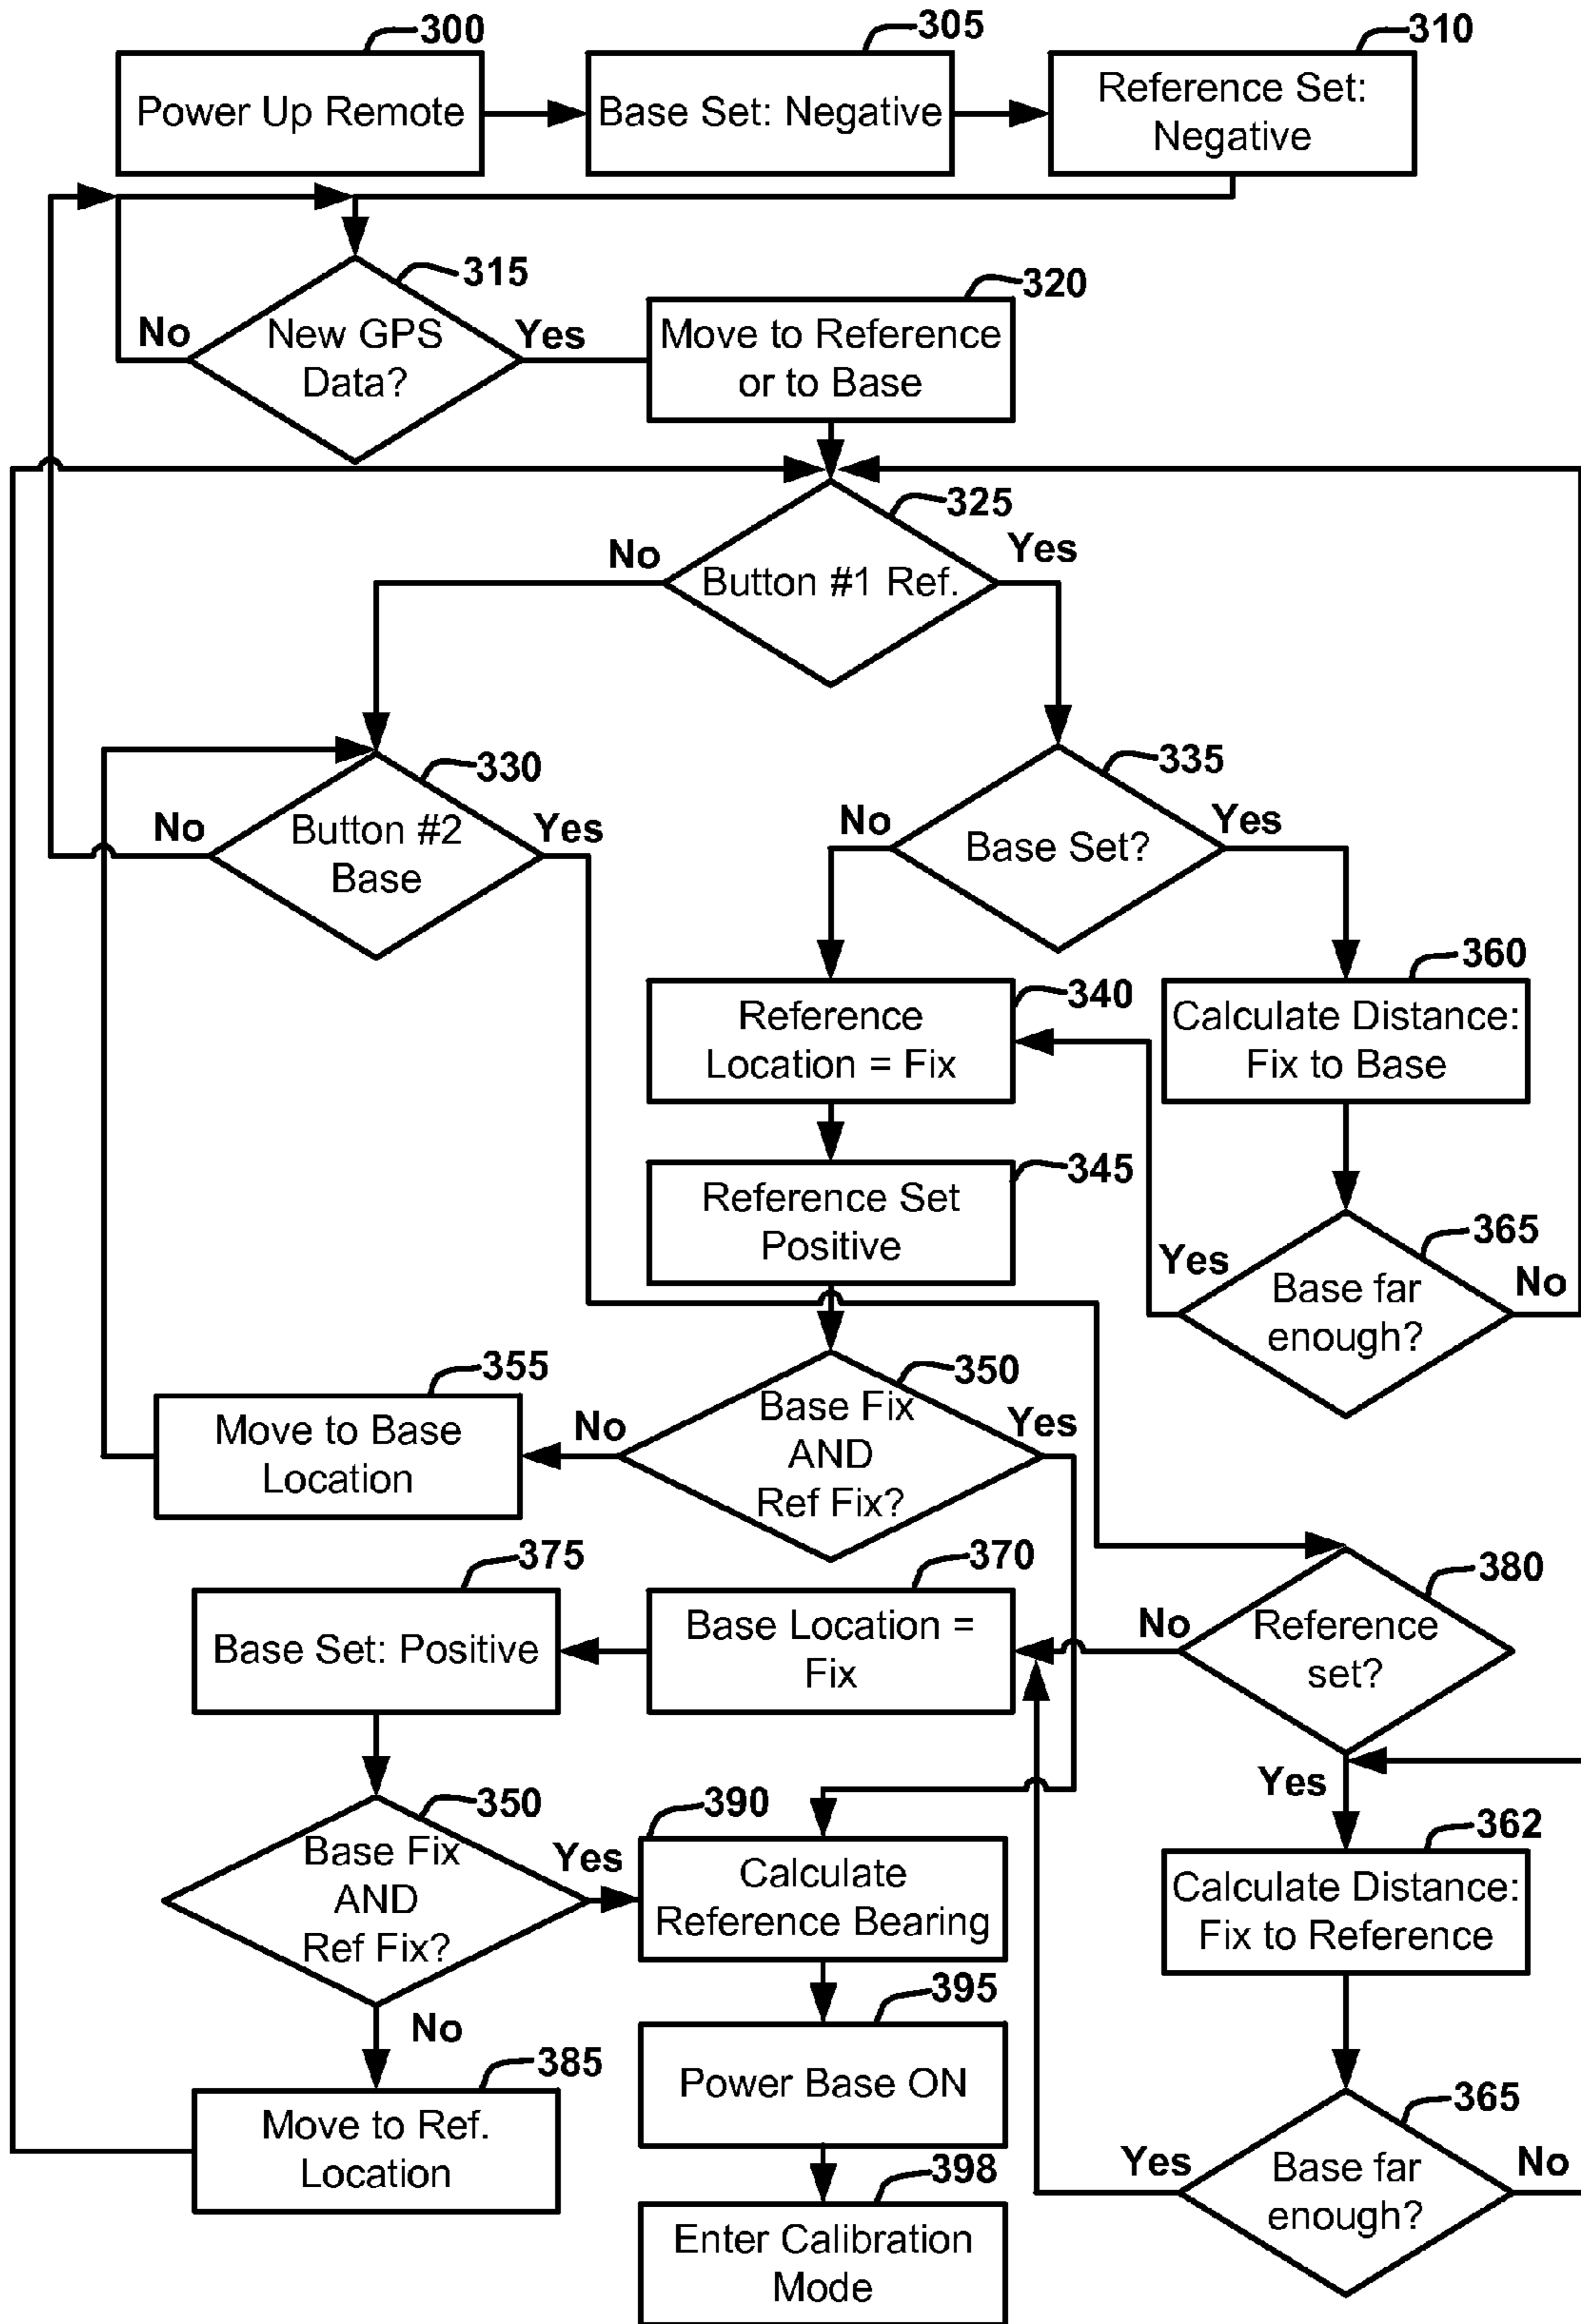 300
Power Up Remote
305
Base Set: Negative
310
Reference Set:
Negative
315
New GPS
Data?
No
Yes
320
Move to Reference
or to Base
325
Button #1 Ref.
No
Yes
330
Button #2
Base
No
Yes
335
Base Set?
No
Yes
340
Reference
Location = Fix
360
Calculate Distance:
Fix to Base
345
Reference Set
Positive
365
Base far
enough?
Yes
No
350
Base Fix
AND
Ref Fix?
No
Yes
355
Move to Base
Location
375
Base Set: Positive
370
Base Location =
Fix
380
Reference
set?
No
Yes
350
Base Fix
AND
Ref Fix?
Yes
No
390
Calculate
Reference Bearing
362
Calculate Distance:
Fix to Reference
395
Power Base ON
385
Move to Ref.
Location
365
Base far
enough?
Yes
No
398
Enter Calibration
Mode